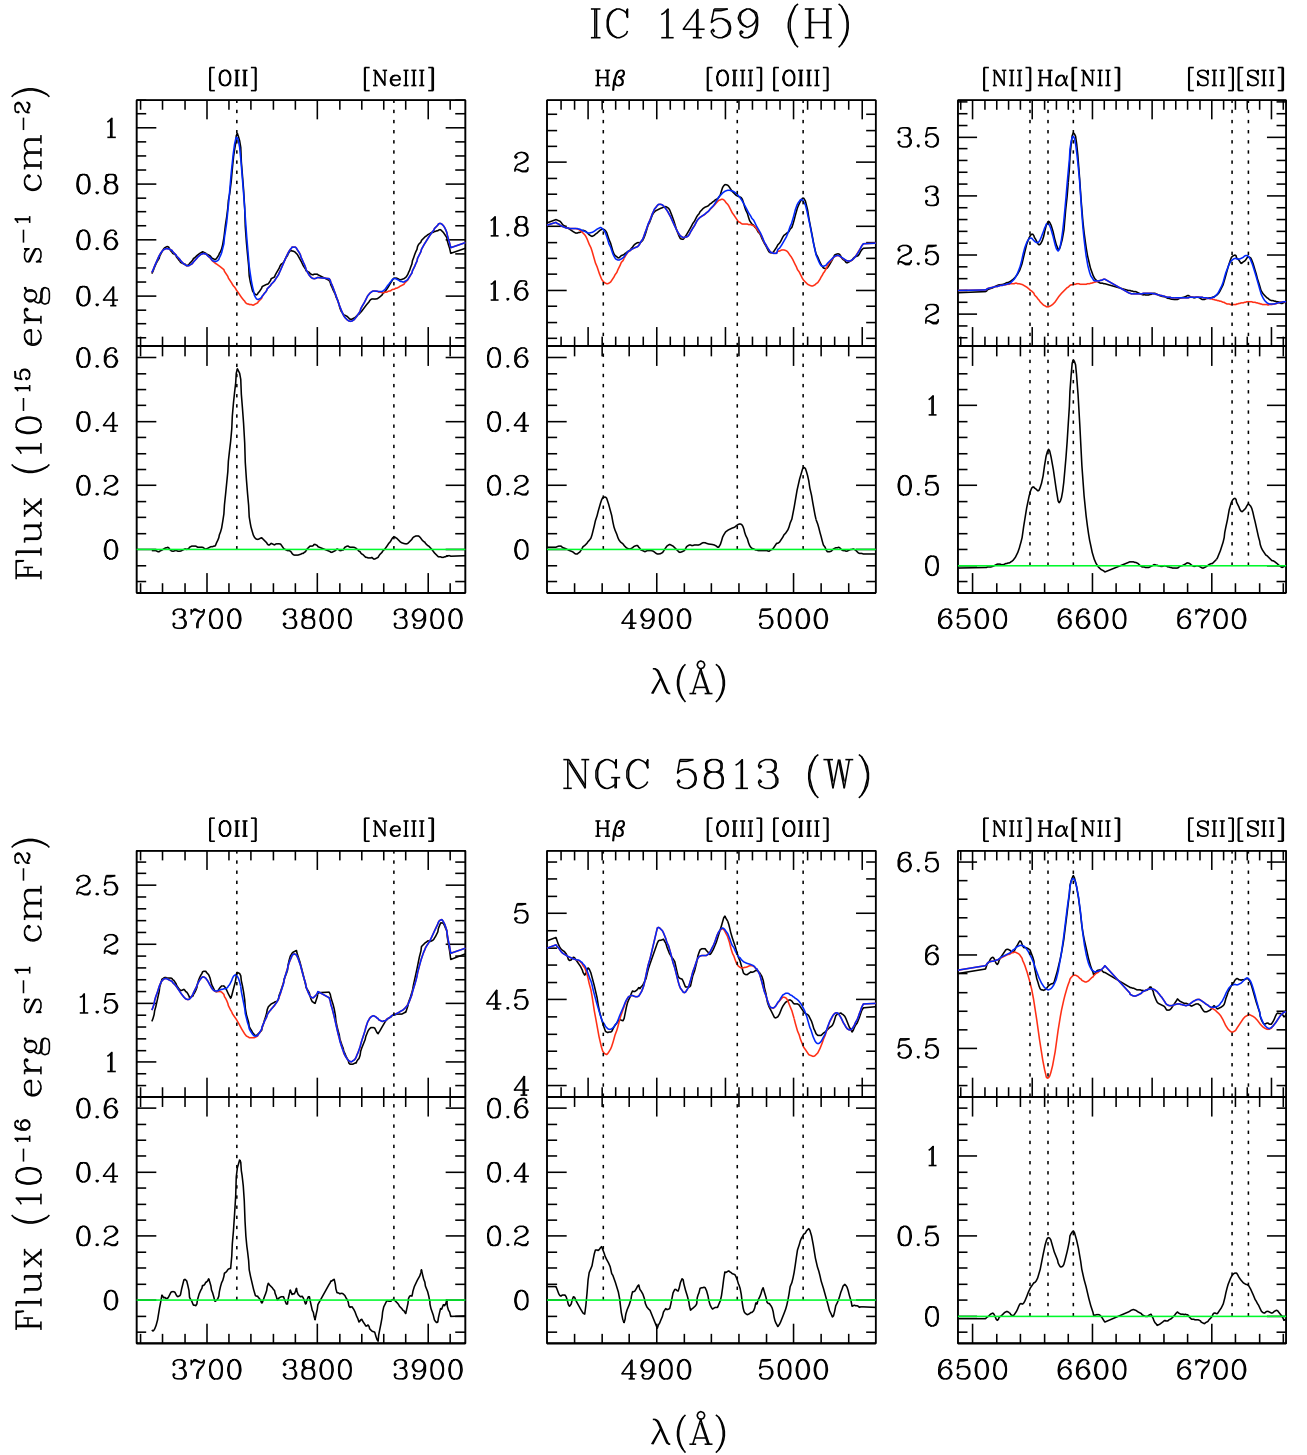 IC 1459 (H)
[OII] [NeIII] Hβ [OIII] [OIII] [NII] Hα [NII] [SII] [SII]
Flux (10−15 erg s−1 cm−2)
1 0.8 0.6 0.4
2 1.8 1.6
3.5 3 2.5 2
0.6 0.4 0.2 0
0.6 0.4 0.2 0
1 0.5 0
3700 3800 3900 4900 5000 6500 6600 6700
λ(Å)
NGC 5813 (W)
[OII] [NeIII] Hβ [OIII] [OIII] [NII] Hα [NII] [SII] [SII]
Flux (10−16 erg s−1 cm−2)
2.5 2 1.5 1
5 4.5 4
6.5 6 5.5
0.6 0.4 0.2 0
0.6 0.4 0.2 0
1 0.5 0
3700 3800 3900 4900 5000 6500 6600 6700
λ(Å)